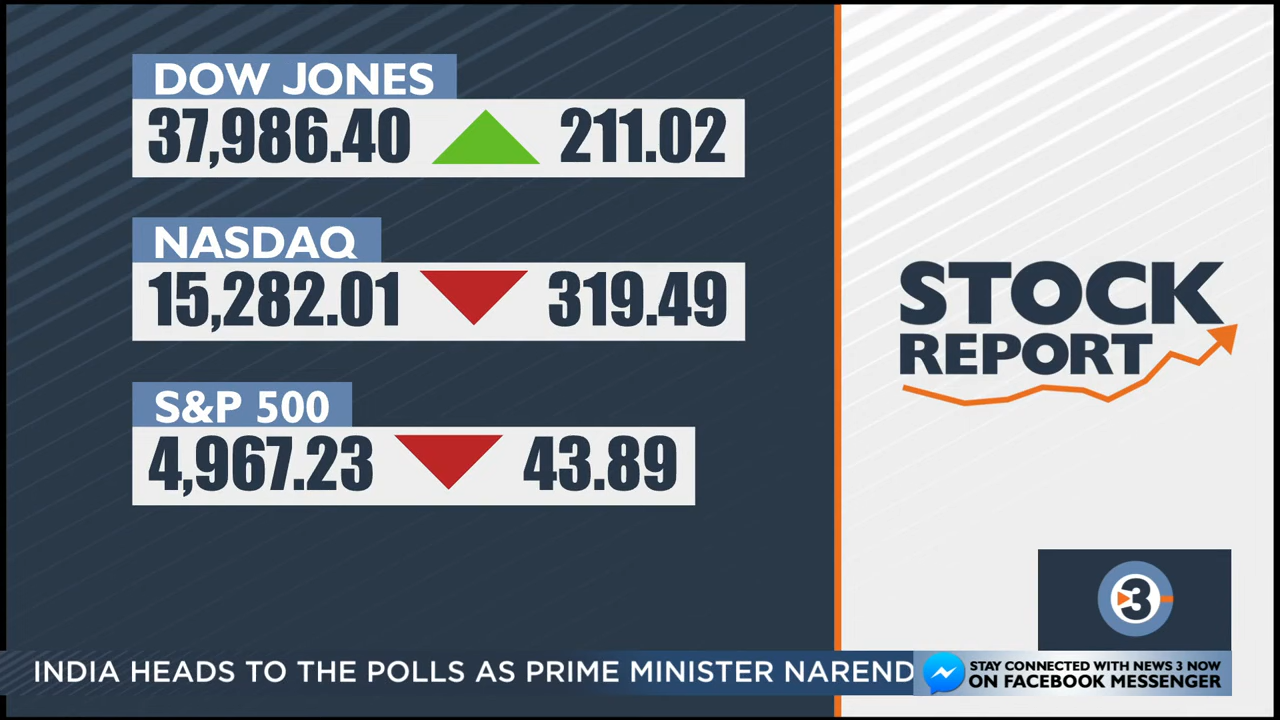 DOW JONES
37,986.40 211.02
NASDAQ
15,282.01 319.49
S&P 500
4,967.23 43.89
STOCK
REPORT
3
INDIA HEADS TO THE POLLS AS PRIME MINISTER NAREND
STAY CONNECTED WITH NEWS 3 NOW
ON FACEBOOK MESSENGER